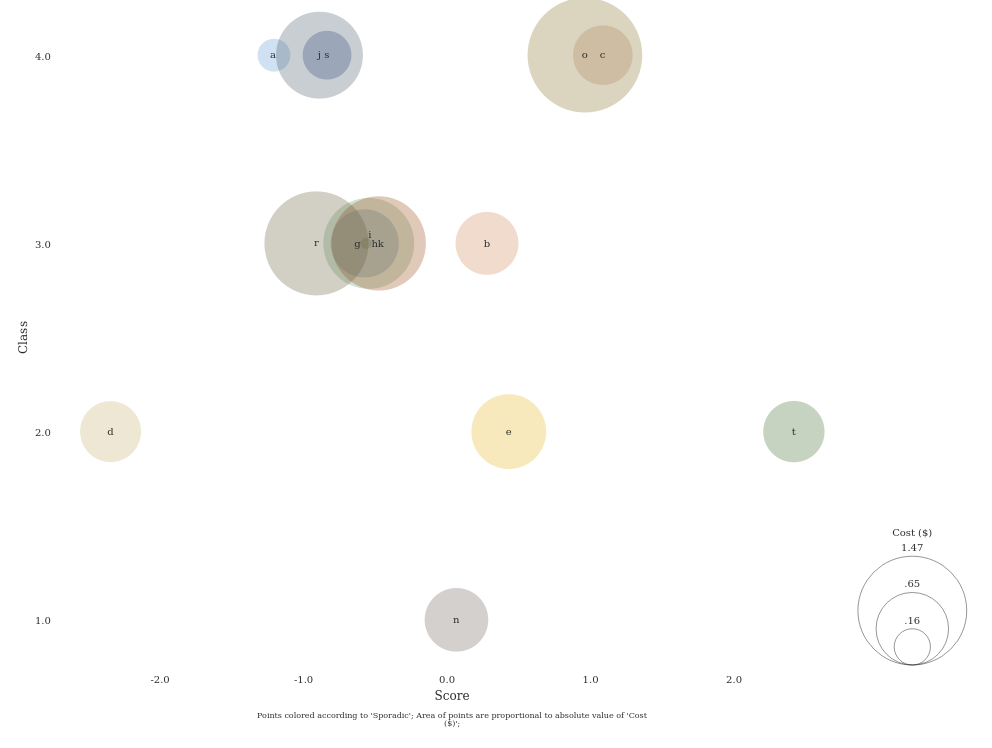 4.0
a
j s
o c
3.0
r
g
i
hk
b
Class
2.0
d
e
t
Cost ($)
1.47
.65
.16
1.0
n
-2.0 -1.0 0.0 1.0 2.0
Score
Points colored according to 'Sporadic'; Area of points are proportional to absolute value of 'Cost
($)';